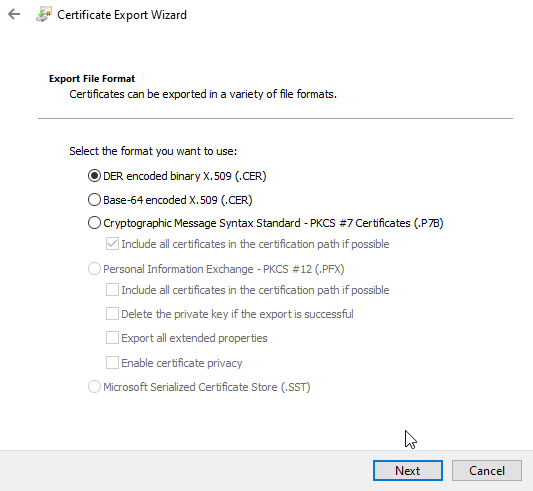 Certificate Export Wizard
Export File Format
Certificates can be exported in a variety of file formats.
Select the format you want to use:
DER encoded binary X.509 (.CER)
Base-64 encoded X.509 (.CER)
Cryptographic Message Syntax Standard - PKCS #7 Certificates (.P7B)
Include all certificates in the certification path if possible
Personal Information Exchange - PKCS #12 (.PFX)
Include all certificates in the certification path if possible
Delete the private key if the export is successful
Export all extended properties
Enable certificate privacy
Microsoft Serialized Certificate Store (.SST)
Next Cancel